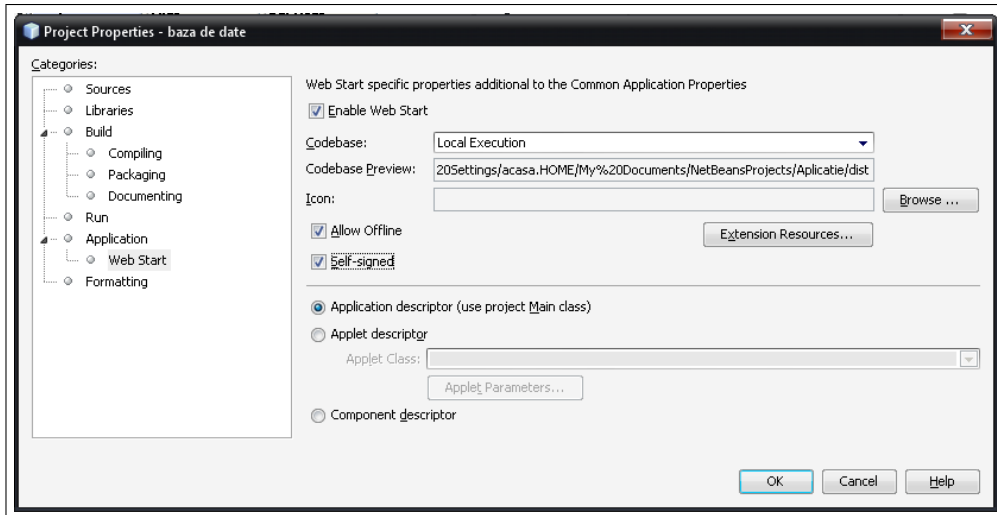 Project Properties - baza de date
Categories:
Sources
Libraries
Build
Compiling
Packaging
Documenting
Run
Application
Web Start
Formatting
Web Start specific properties additional to the Common Application Properties
Enable Web Start
Codebase: Local Execution
Codebase Preview: 20Settings/acasa.HOME/My%20Documents/NetBeansProjects/Aplicatie/dist
Icon: Browse ...
Allow Offline Extension Resources...
Self-signed
Application descriptor (use project Main class)
Applet descriptor
Applet Class:
Applet Parameters...
Component descriptor
OK Cancel Help